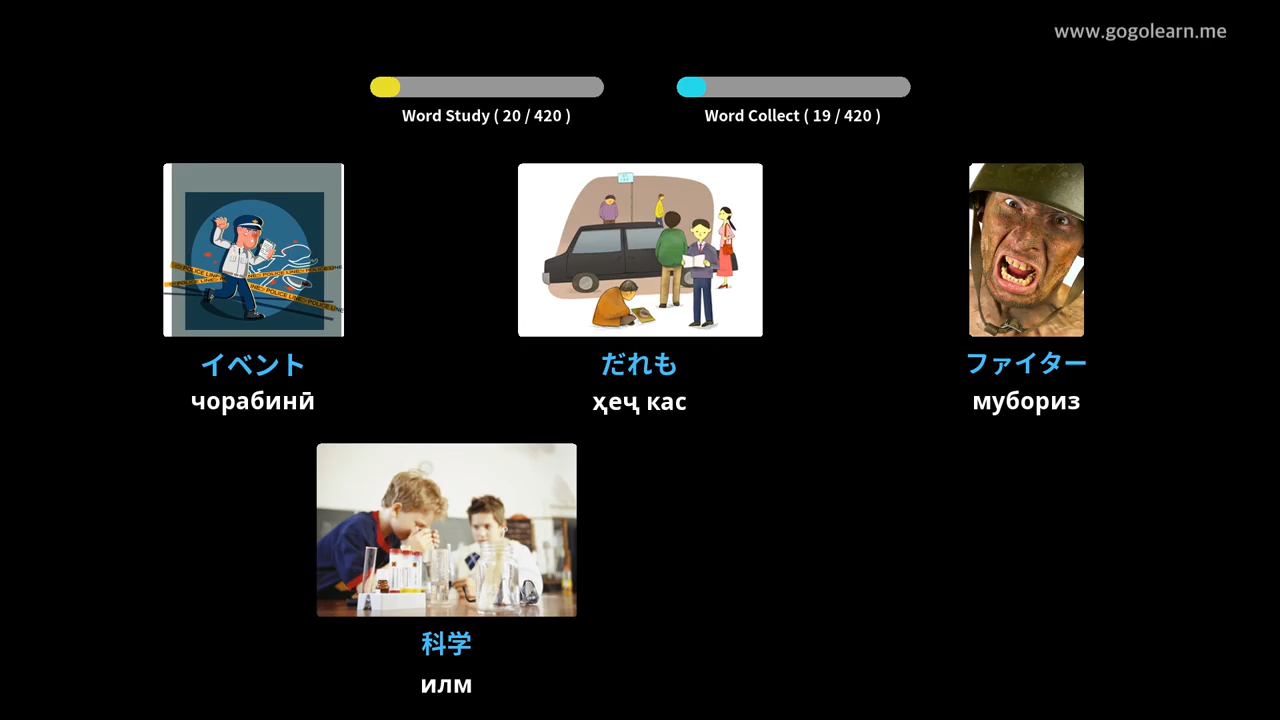 www.gogolearn.me
Word Study ( 20 / 420 )
Word Collect ( 19 / 420 )
イベント
чорабинӣ
だれも
ҳеҷ кас
ファイター
мубориз
科学
илм